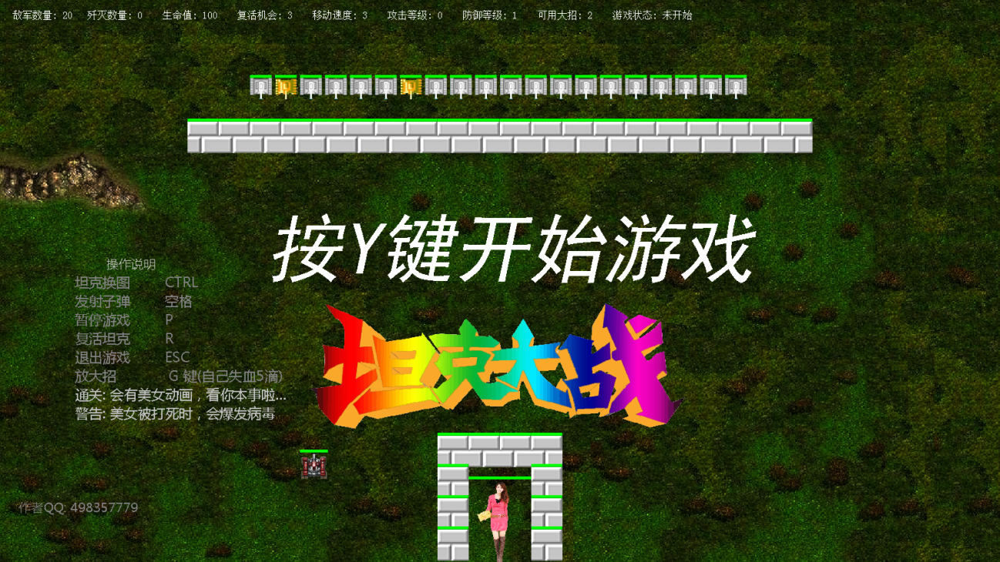 敌军数量: 20 歼灭数量: 0 生命值: 100 复活机会: 3 移动速度: 3 攻击等级: 0 防御等级: 1 可用大招: 2 游戏状态: 未开始
按Y键开始游戏
操作说明
坦克换图 CTRL
发射子弹 空格
暂停游戏 P
复活坦克 R
退出游戏 ESC
放大招 G 键(自己失血5滴)
通关: 会有美女动画，看你本事啦...
警告: 美女被打死时，会爆发病毒
坦克大战
作者QQ: 498357779